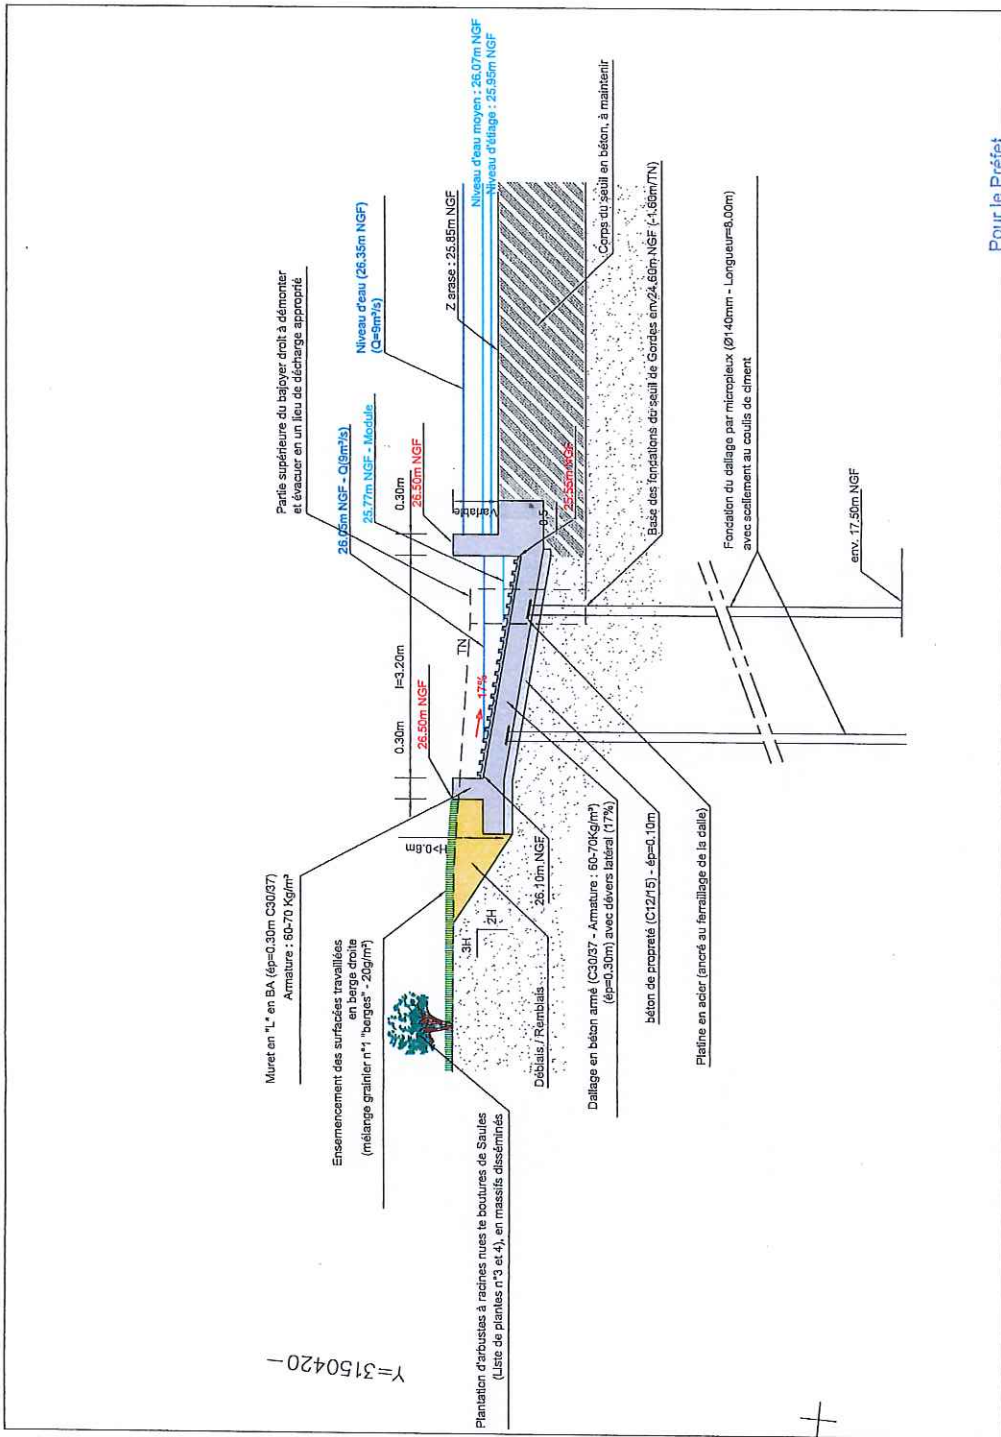 Muret en "L" en BA (ép=0.30m C30/37)
Armature : 60-70 Kg/m³
Ensemencement des surfacées travaillées
en berge droite
(mélange grainier n°1 "berges" - 20g/m²)
Plantation d'arbustes à racines nues te boutures de Saules
(Liste de plantes n°3 et 4), en massifs disséminés
Partie supérieure du bajoyer droit à démonter
et évacuer en un lieu de décharge approprié
26.05m NGF - Q(9m³/s)
25.77m NGF - Module
26.50m NGF
0.30m
l=3.20m
0.30m
26.50m NGF
TN
17%
Variable
0.5
25.55m NGF
H>0.8m
3H
2H
26.10m NGF
Déblais / Remblais
Niveau d'eau (26.35m NGF)
(Q=9m³/s)
Niveau d'eau moyen : 26.07m NGF
Niveau d'étiage : 25.95m NGF
Z arase : 25.85m NGF
Corps du seuil en béton, à maintenir
Base des fondations du seuil de Gordes env24.60m NGF (-1.60m/TN)
Dallage en béton armé (C30/37 - Armature : 60-70Kg/m³)
(ép=0.30m) avec dévers latéral (17%)
béton de propreté (C12/15) - ép=0.10m
Platine en acier (ancré au ferraillage de la dalle)
Fondation du dallage par micropieux (Ø140mm - Longueur=8.00m)
avec scellement au coulis de ciment
env. 17.50m NGF
Y=3150420
Pour le Préfet